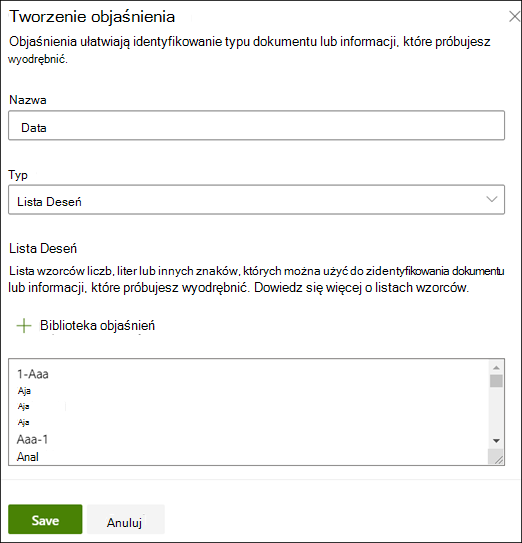 Tworzenie objaśnienia
Objaśnienia ułatwiają identyfikowanie typu dokumentu lub informacji, które próbujesz
wyodrębnić.
Nazwa
Data
Typ
Lista Deseń
Lista Deseń
Lista wzorców liczb, liter lub innych znaków, których można użyć do zidentyfikowania dokumentu
lub informacji, które próbujesz wyodrębnić. Dowiedz się więcej o listach wzorców.
Biblioteka objaśnień
1-Aaa
Aja
Aja
Aja
Aaa-1
Anal
Save
Anuluj